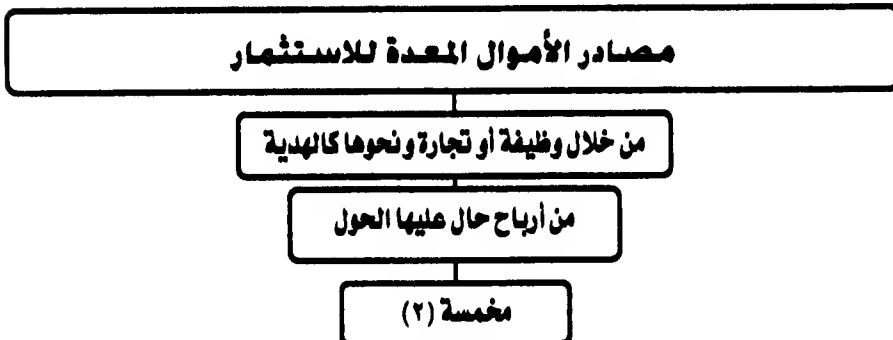 مصادر الأموال المعدة للاستثمار
من خلال وظيفة أو تجارة ونحوها كالهدية
من أرباح حال عليها الحول
مخمسة (٢)